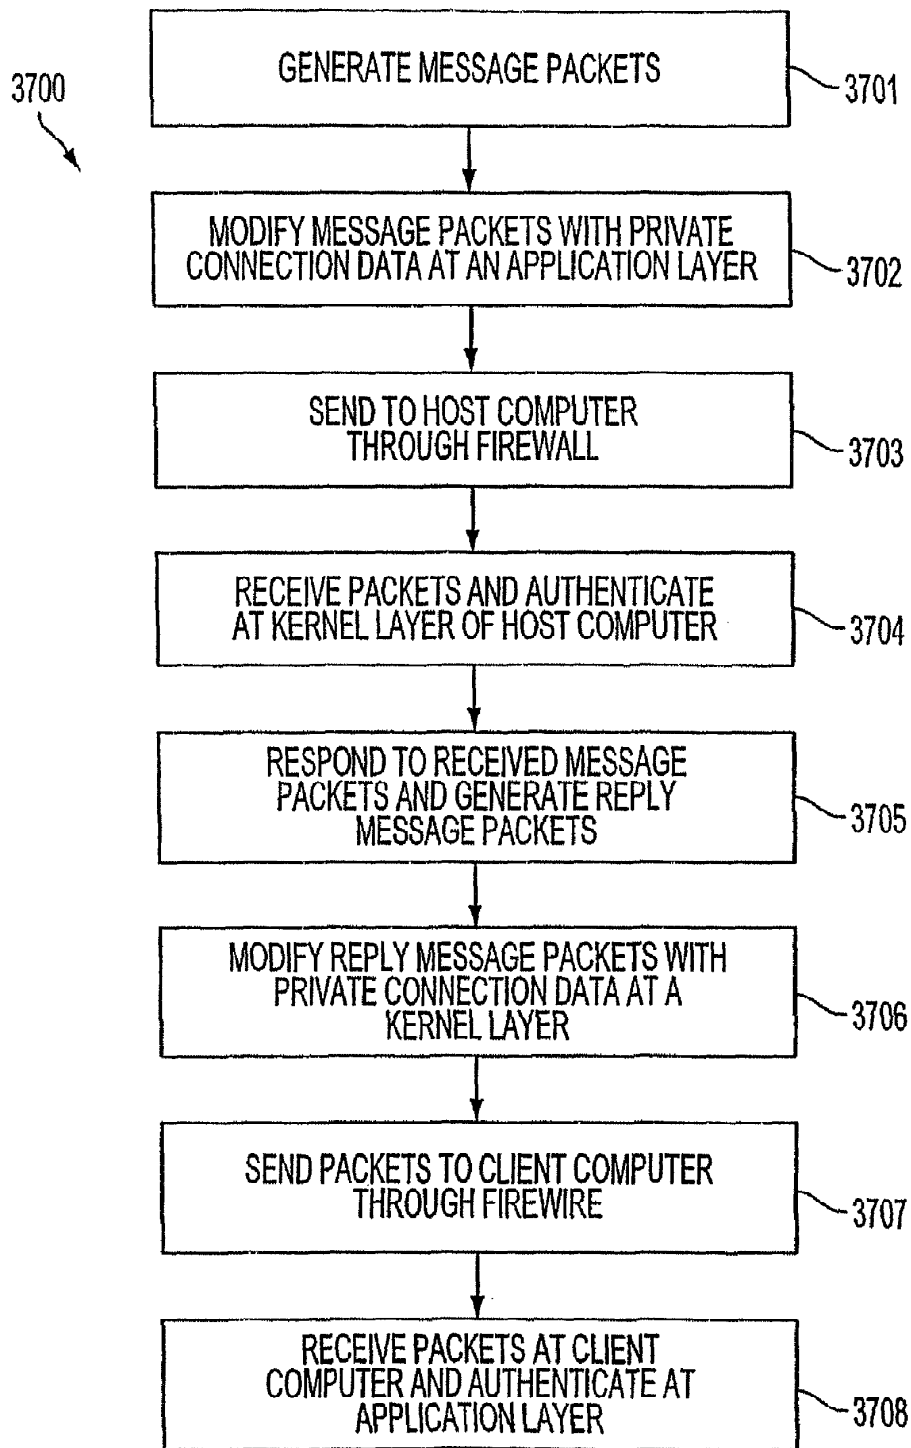 GENERATE MESSAGE PACKETS
3701
3700
MODIFY MESSAGE PACKETS WITH PRIVATE
CONNECTION DATA AT AN APPLICATION LAYER
3702
SEND TO HOST COMPUTER
THROUGH FIREWALL
3703
RECEIVE PACKETS AND AUTHENTICATE
AT KERNEL LAYER OF HOST COMPUTER
3704
RESPOND TO RECEIVED MESSAGE
PACKETS AND GENERATE REPLY
MESSAGE PACKETS
3705
MODIFY REPLY MESSAGE PACKETS WITH
PRIVATE CONNECTION DATA AT A
KERNEL LAYER
3706
SEND PACKETS TO CLIENT COMPUTER
THROUGH FIREWIRE
3707
RECEIVE PACKETS AT CLIENT
COMPUTER AND AUTHENTICATE AT
APPLICATION LAYER
3708